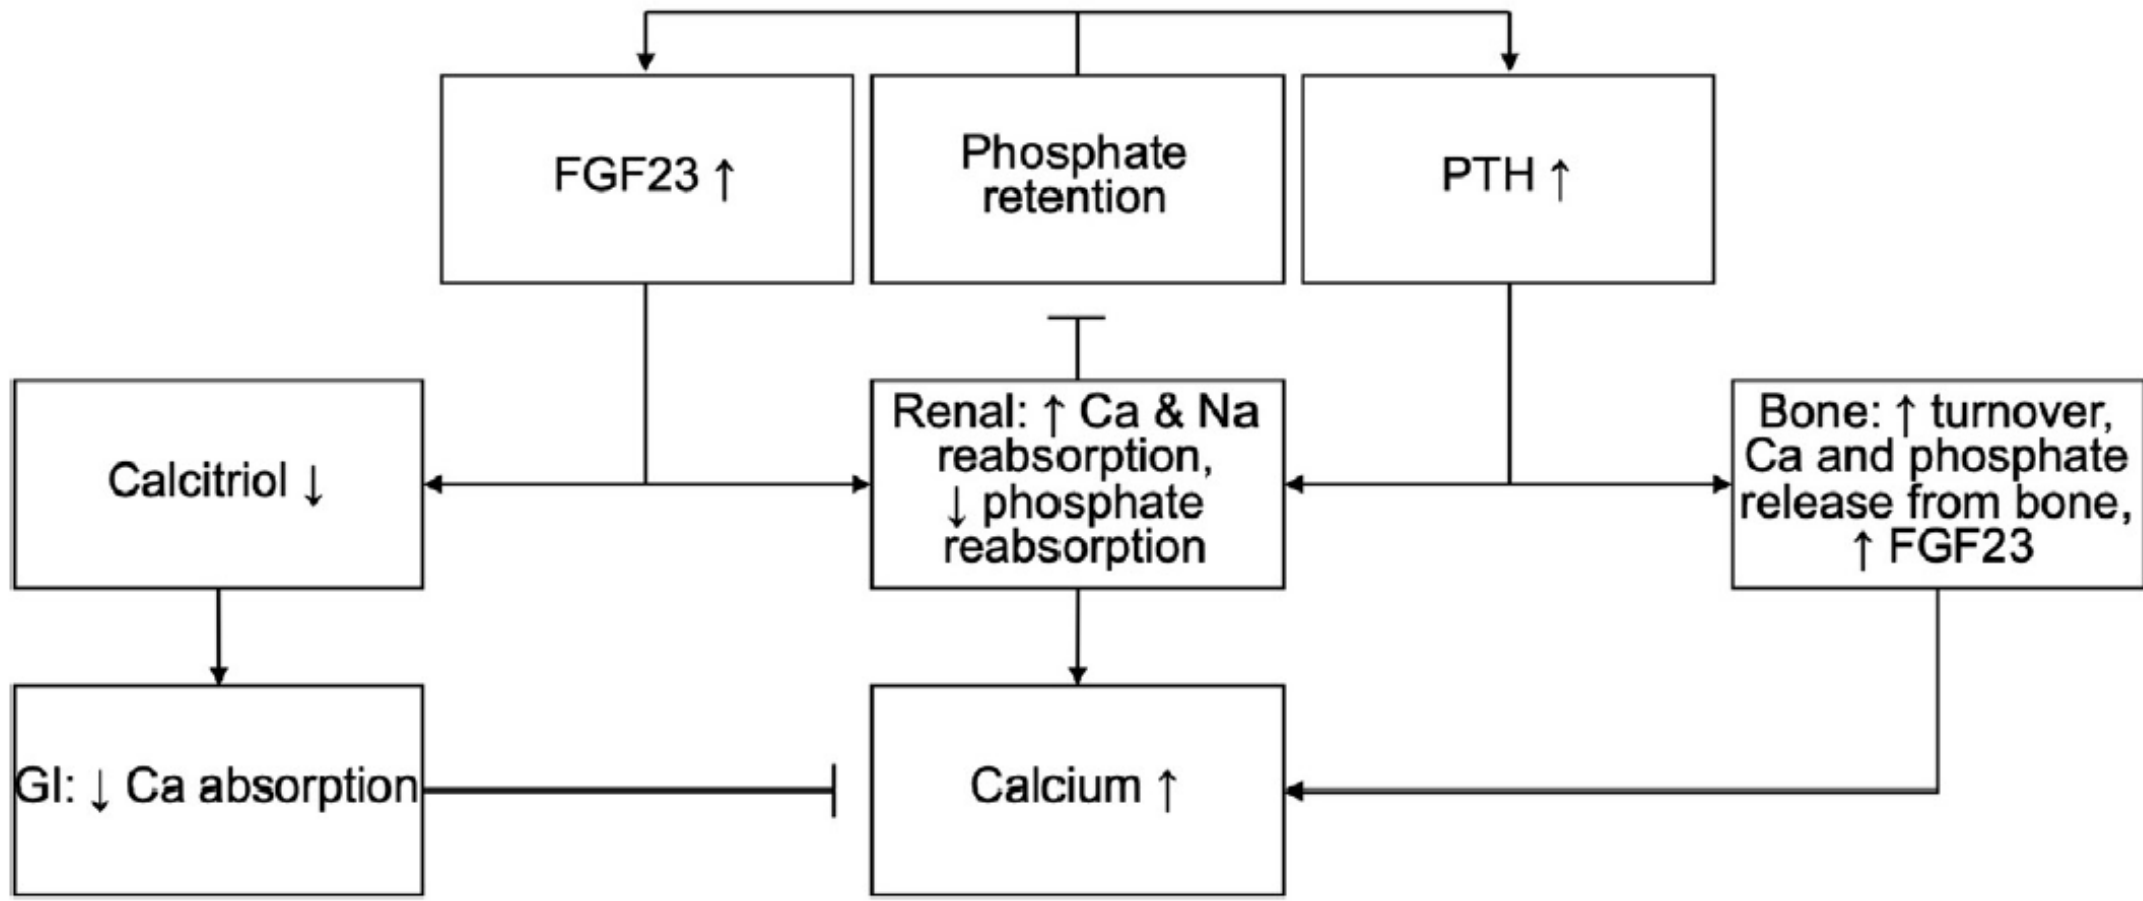 FGF23 ↑
Phosphate
retention
PTH ↑
Calcitriol ↓
Renal: ↑ Ca & Na
reabsorption,
↓ phosphate
reabsorption
Bone: ↑ turnover,
Ca and phosphate
release from bone,
↑ FGF23
GI: ↓ Ca absorption
Calcium ↑